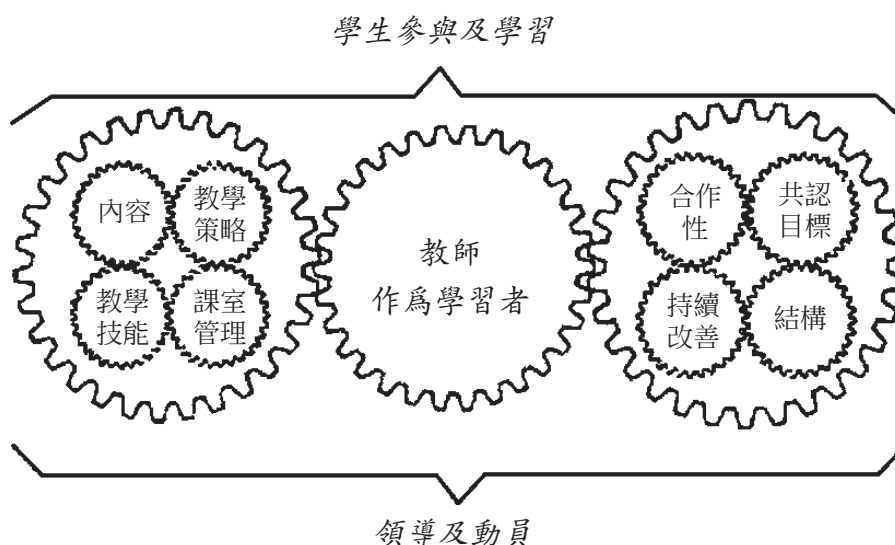 學生參與及學習
內容
教學
策略
教學
技能
課室
管理
教師
作爲學習者
合作
性
共認
目標
持續
改善
結構
領導及動員